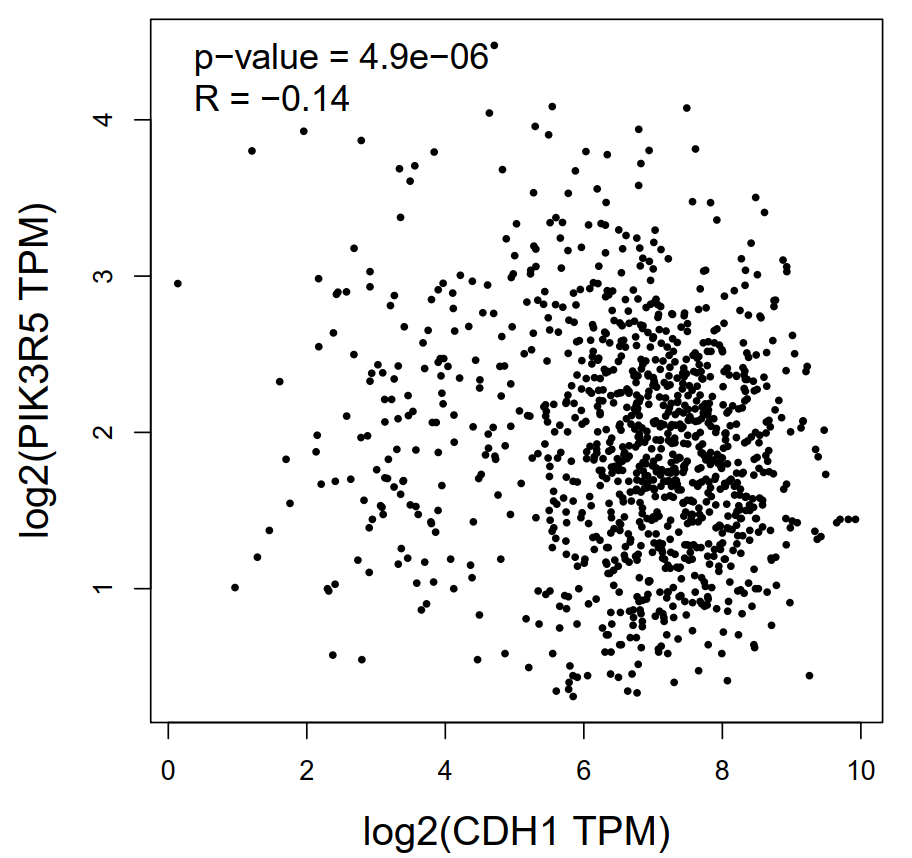 p−value = 4.9e−06
R = −0.14
log2(PIK3R5 TPM)
4
3
2
1
0 2 4 6 8 10
log2(CDH1 TPM)